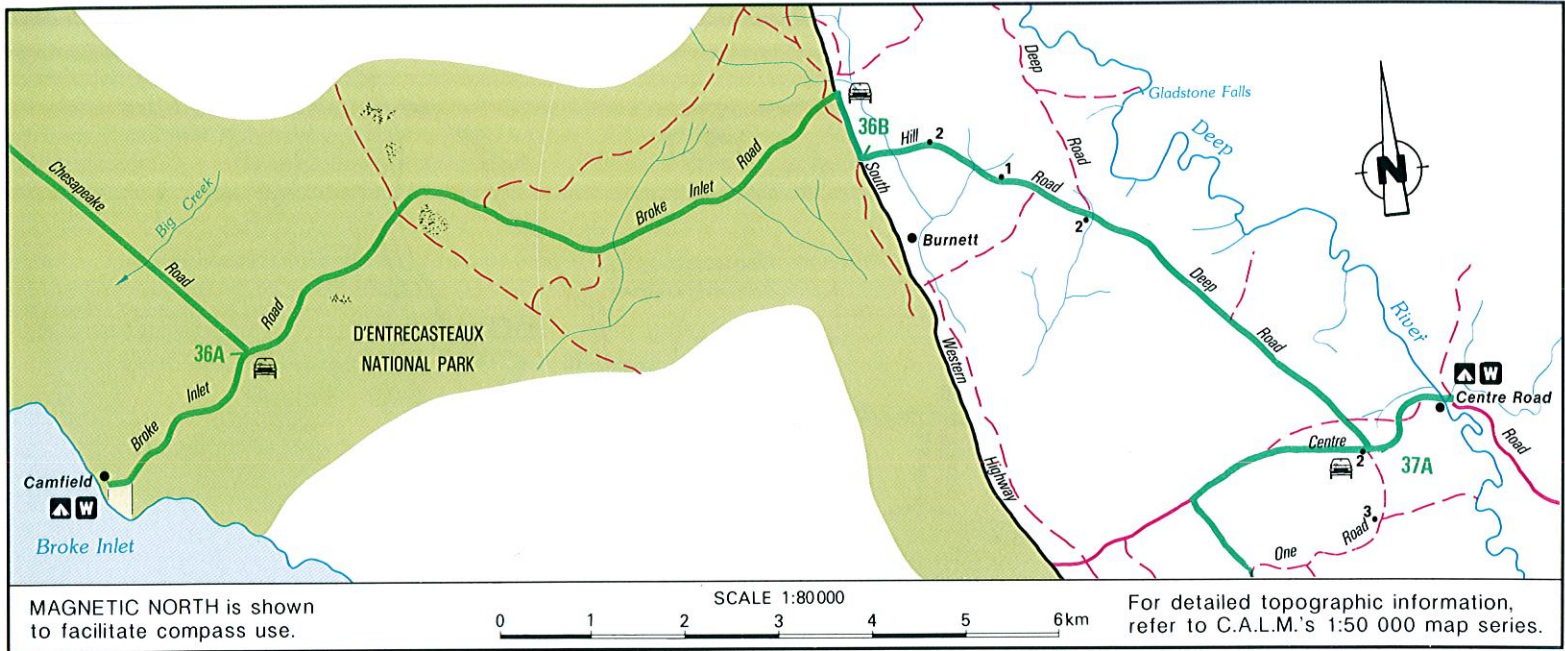 Deep
Gladstone Falls
36B
Hill
2
Deep
Road
Chesapeake
Road
Big Creek
Broke Inlet Road
South
1
Road
Road
2
N
Burnett
Deep
River
36A
Road
D'ENTRECASTEAUX
NATIONAL PARK
Western
Road
Broke Inlet
W
Centre Road
Centre
2
37A
Road
Camfield
W
Highway
3
Road
One
Broke Inlet
MAGNETIC NORTH is shown
to facilitate compass use.
SCALE 1:80000
0 1 2 3 4 5 6km
For detailed topographic information,
refer to C.A.L.M.'s 1:50 000 map series.